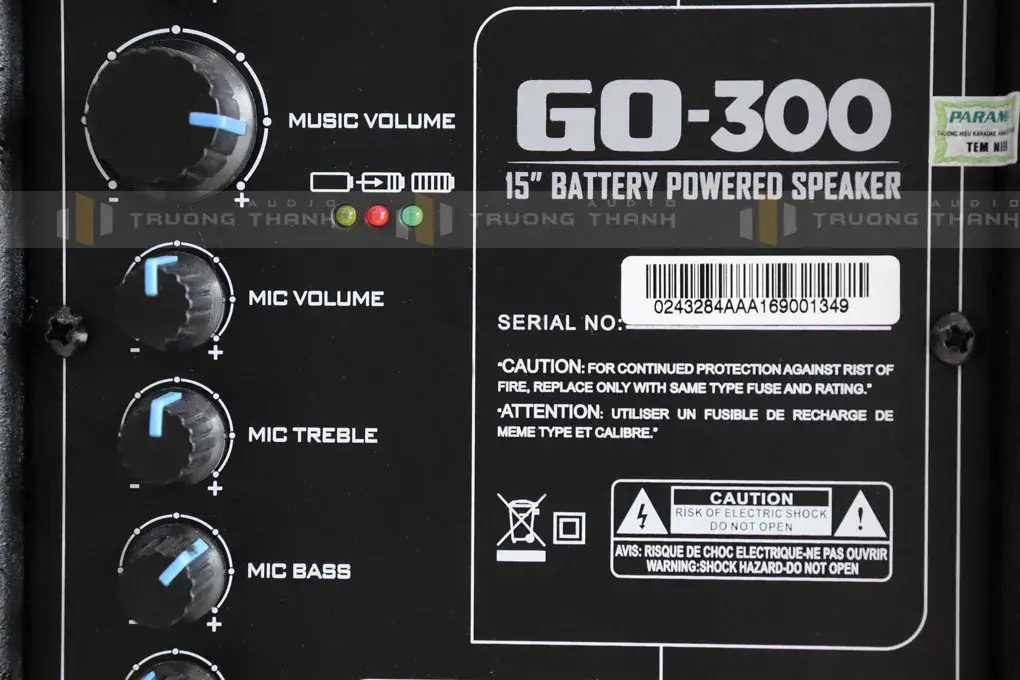 MUSIC VOLUME
-
+
MIC VOLUME
-
+
MIC TREBLE
-
+
MIC BASS
-
+
GO-300
15" BATTERY POWERED SPEAKER
SERIAL NO:
0243284AAA169001349
"CAUTION: FOR CONTINUED PROTECTION AGAINST RIST OF
FIRE, REPLACE ONLY WITH SAME TYPE FUSE AND RATING."
"ATTENTION: UTILISER UN FUSIBLE DE RECHARGE DE
MEME TYPE ET CALIBRE."
CAUTION
RISK OF ELECTRIC SHOCK
DO NOT OPEN
AVIS: RISQUE DE CHOC ELECTRIQUE-NE PAS OUVRIR
WARNING:SHOCK HAZARD-DO NOT OPEN
PARAM
THUONG HIEU KARAOKE
TEM
AUDIO
TRUONG THANH
AUDIO
TRUONG THANH
AUDIO
TRUONG THANH